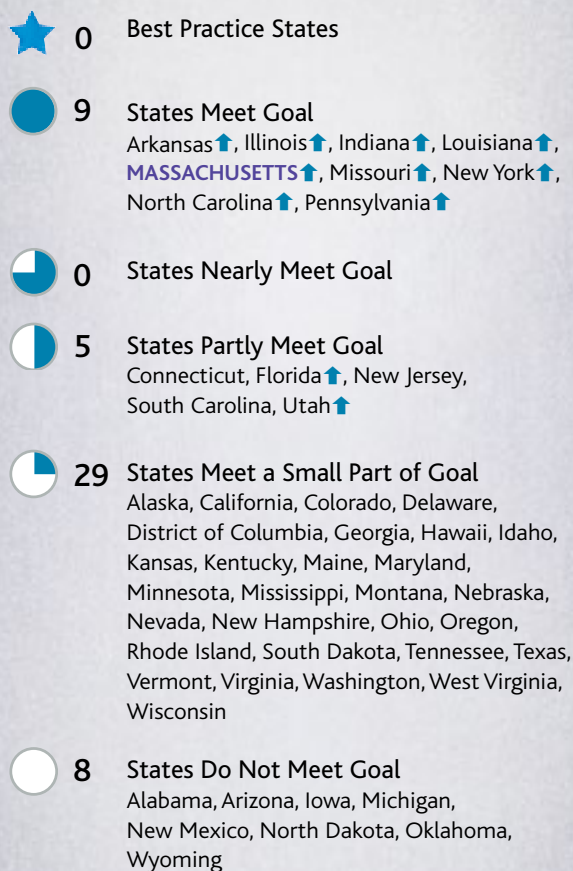 0 Best Practice States
9 States Meet Goal
Arkansas⬆, Illinois⬆, Indiana⬆, Louisiana⬆,
MASSACHUSETTS⬆, Missouri⬆, New York⬆,
North Carolina⬆, Pennsylvania⬆
0 States Nearly Meet Goal
5 States Partly Meet Goal
Connecticut, Florida⬆, New Jersey,
South Carolina, Utah⬆
29 States Meet a Small Part of Goal
Alaska, California, Colorado, Delaware,
District of Columbia, Georgia, Hawaii, Idaho,
Kansas, Kentucky, Maine, Maryland,
Minnesota, Mississippi, Montana, Nebraska,
Nevada, New Hampshire, Ohio, Oregon,
Rhode Island, South Dakota, Tennessee, Texas,
Vermont, Virginia, Washington, West Virginia,
Wisconsin
8 States Do Not Meet Goal
Alabama, Arizona, Iowa, Michigan,
New Mexico, North Dakota, Oklahoma,
Wyoming